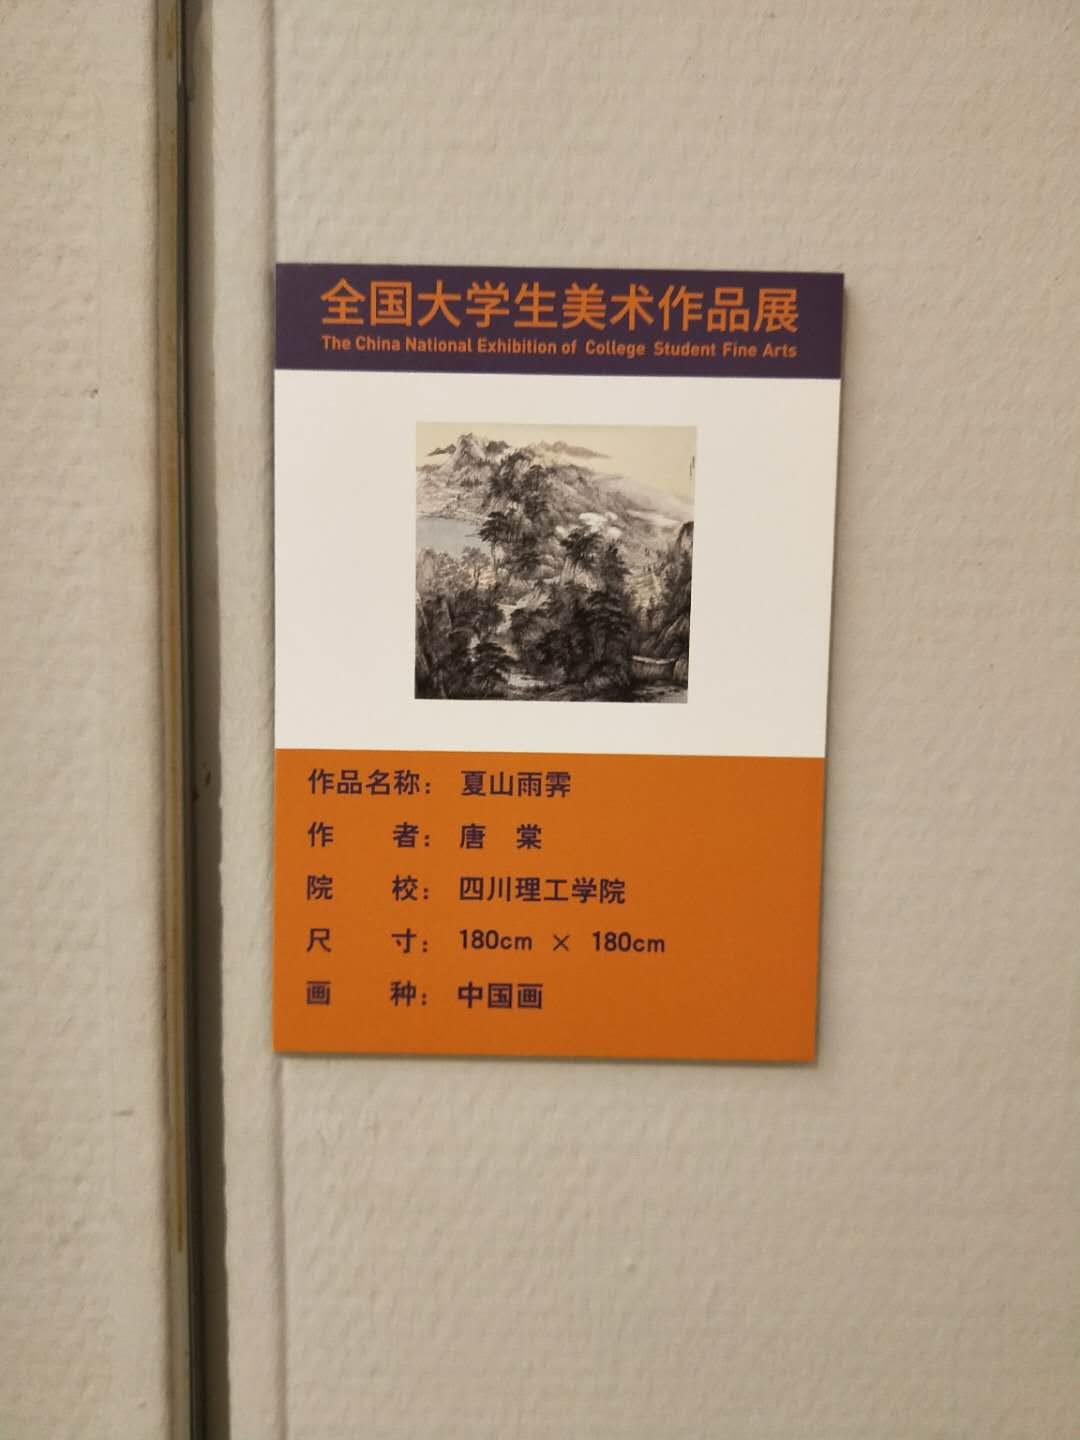 全国大学生美术作品展
The China National Exhibition of College Student Fine Arts
作品名称： 夏山雨霁
作 者： 唐 棠
院 校： 四川理工学院
尺 寸： 180cm × 180cm
画 种： 中国画